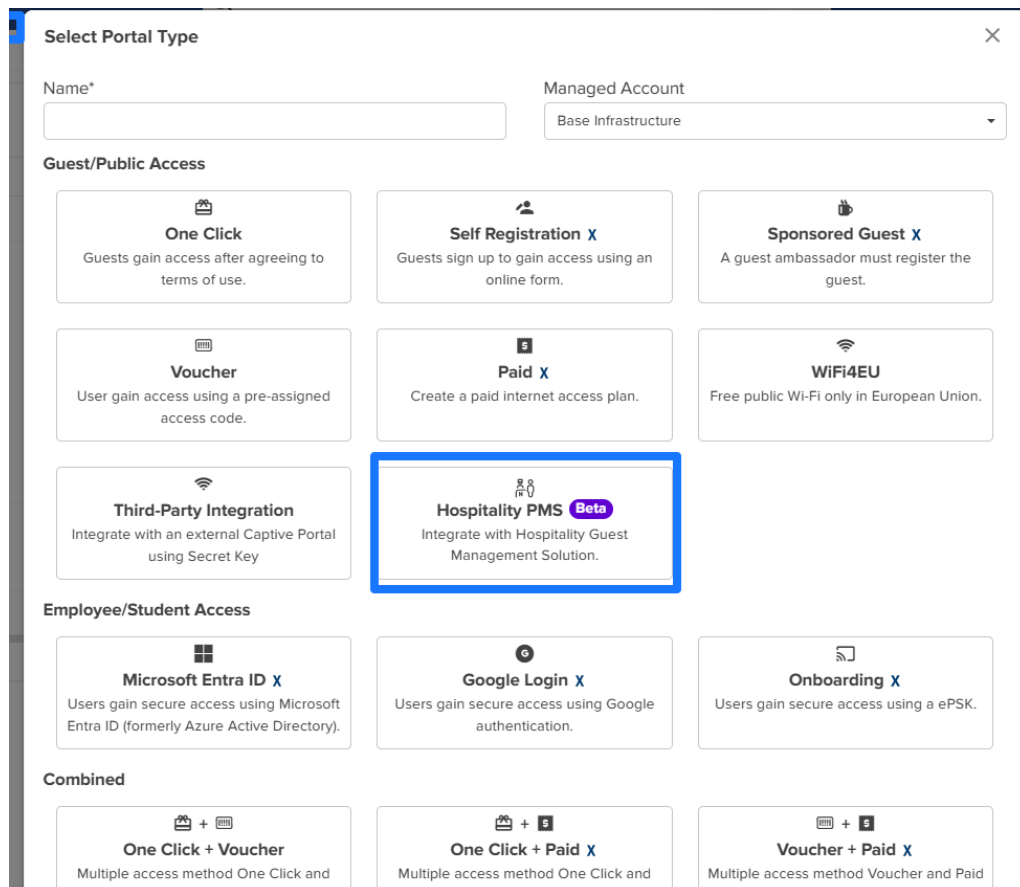 Select Portal Type
Name*
Managed Account
Base Infrastructure
Guest/Public Access
One Click
Guests gain access after agreeing to
terms of use.
Self Registration X
Guests sign up to gain access using an
online form.
Sponsored Guest X
A guest ambassador must register the
guest.
Voucher
User gain access using a pre-assigned
access code.
Paid X
Create a paid internet access plan.
WiFi4EU
Free public Wi-Fi only in European Union.
Third-Party Integration
Integrate with an external Captive Portal
using Secret Key
Hospitality PMS Beta
Integrate with Hospitality Guest
Management Solution.
Employee/Student Access
Microsoft Entra ID X
Users gain secure access using Microsoft
Entra ID (formerly Azure Active Directory).
Google Login X
Users gain secure access using Google
authentication.
Onboarding X
Users gain secure access using a ePSK.
Combined
One Click + Voucher
Multiple access method One Click and
One Click + Paid X
Multiple access method One Click and
Voucher + Paid X
Multiple access method Voucher and Paid